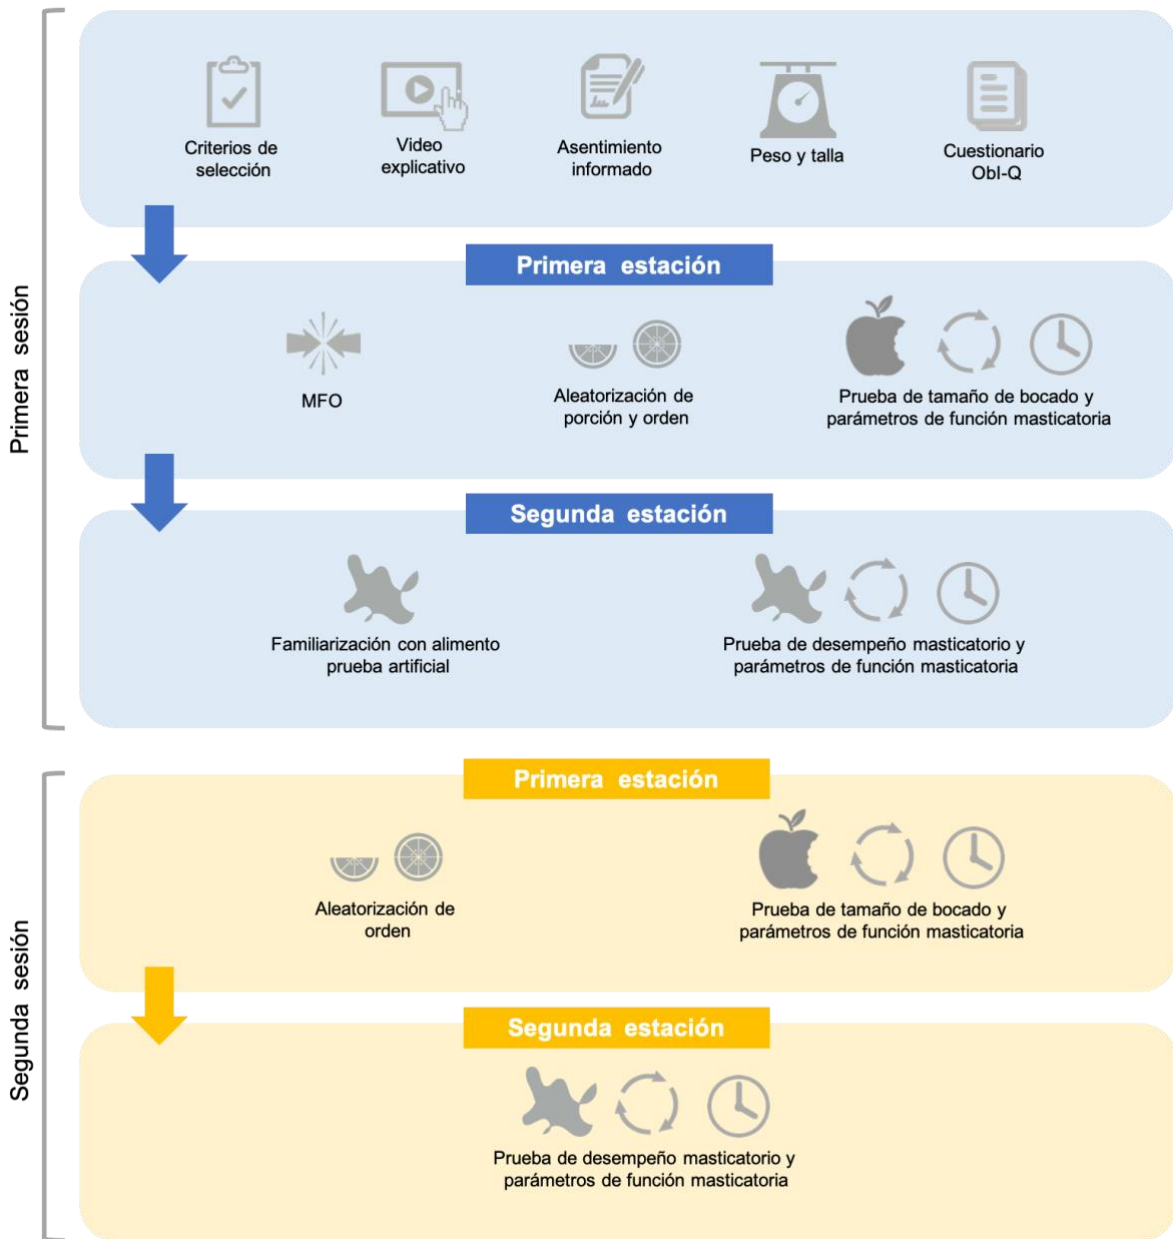 Primera sesión
Criterios de
selección
Video
explicativo
Asentimiento
informado
Peso y talla
Cuestionario
Obl-Q
Primera estación
MFO
Aleatorización de
porción y orden
Prueba de tamaño de bocado y
parámetros de función masticatoria
Segunda estación
Familiarización con alimento
prueba artificial
Prueba de desempeño masticatorio y
parámetros de función masticatoria
Segunda sesión
Primera estación
Aleatorización de
orden
Prueba de tamaño de bocado y
parámetros de función masticatoria
Segunda estación
Prueba de desempeño masticatorio y
parámetros de función masticatoria